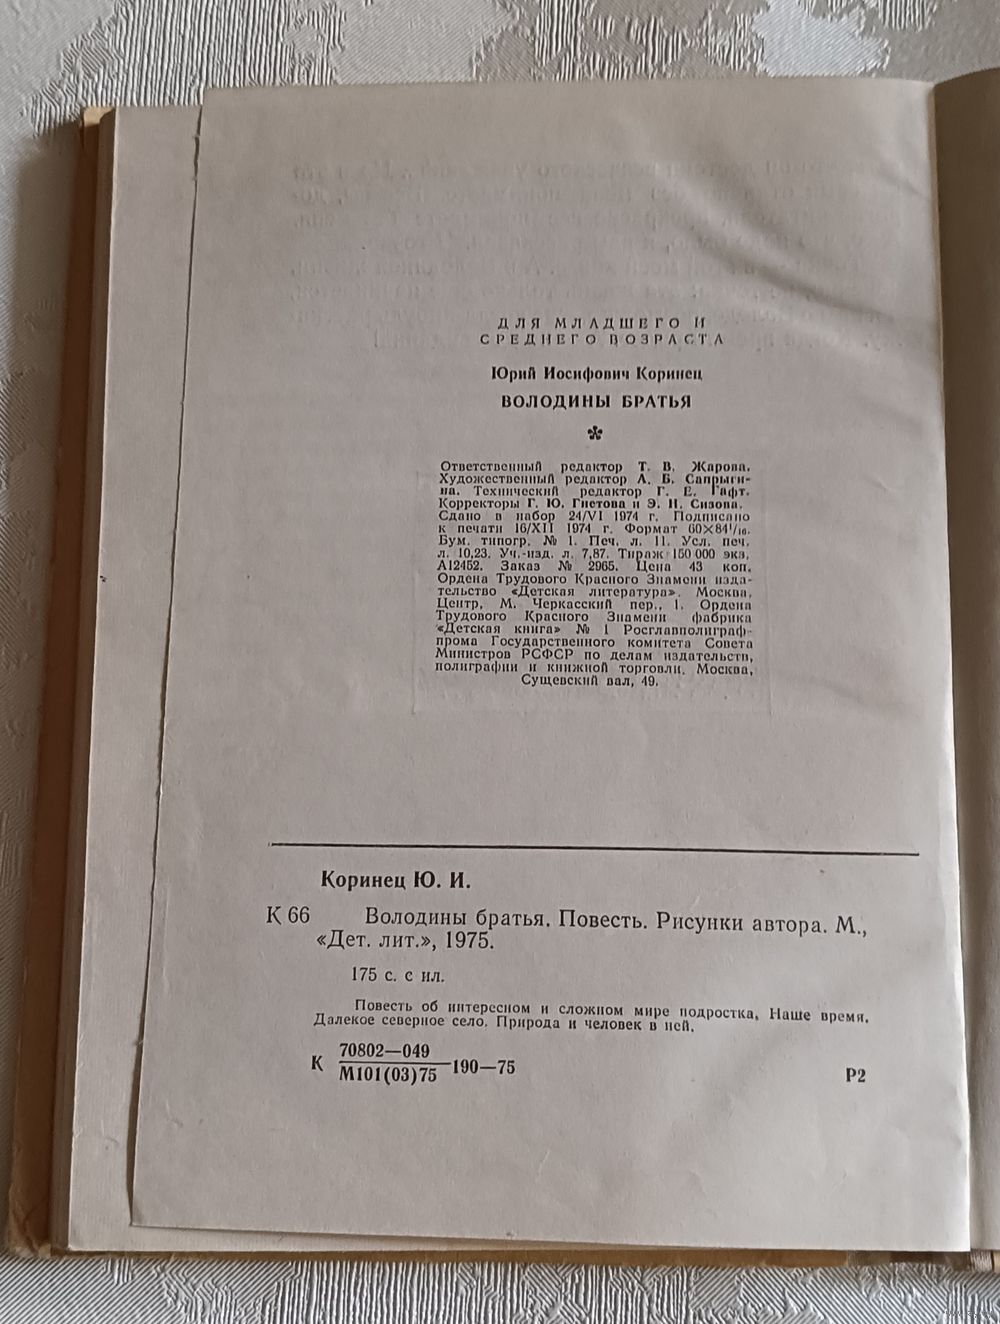 ДЛЯ МЛАДШЕГО И
СРЕДНЕГО ВОЗРАСТА
Юрий Иосифович Коринец
ВОЛОДИНЫ БРАТЬЯ
*
Ответственный редактор Т. В. Жарова.
Художественный редактор А. Б. Сапрыги-
на. Технический редактор Г. Е. Гафт.
Корректоры Г. Ю. Гнетова и Э. Н. Сизова.
Сдано в набор 24/VI 1974 г. Подписано
к печати 16/XII 1974 г. Формат 60×84¹/₁₆.
Бум. типогр. № 1. Печ. л. 11. Усл. печ.
л. 10,23. Уч.-изд. л. 7,87. Тираж 150 000 экз.
А12452. Заказ № 2965. Цена 43 коп.
Ордена Трудового Красного Знамени изда-
тельство «Детская литература». Москва,
Центр, М. Черкасский пер., 1. Ордена
Трудового Красного Знамени фабрика
«Детская книга» № 1 Росглавполиграф-
прома Государственного комитета Совета
Министров РСФСР по делам издательств,
полиграфии и книжной торговли. Москва,
Сущевский вал, 49.
Коринец Ю. И.
К 66 Володины братья. Повесть. Рисунки автора. М.,
«Дет. лит.», 1975.
175 с. с ил.
Повесть об интересном и сложном мире подростка. Наше время.
Далекое северное село. Природа и человек в ней.
К 70802—049
М101(03)75 190—75
Р2